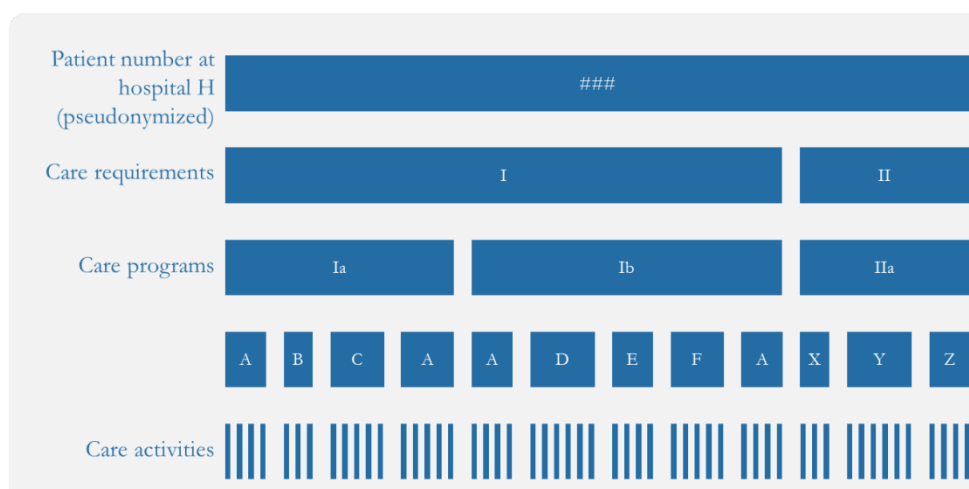 Patient number at
hospital H
(pseudonymized)
###
Care requirements
I
II
Care programs
Ia
Ib
IIa
A
B
C
A
A
D
E
F
A
X
Y
Z
Care activities